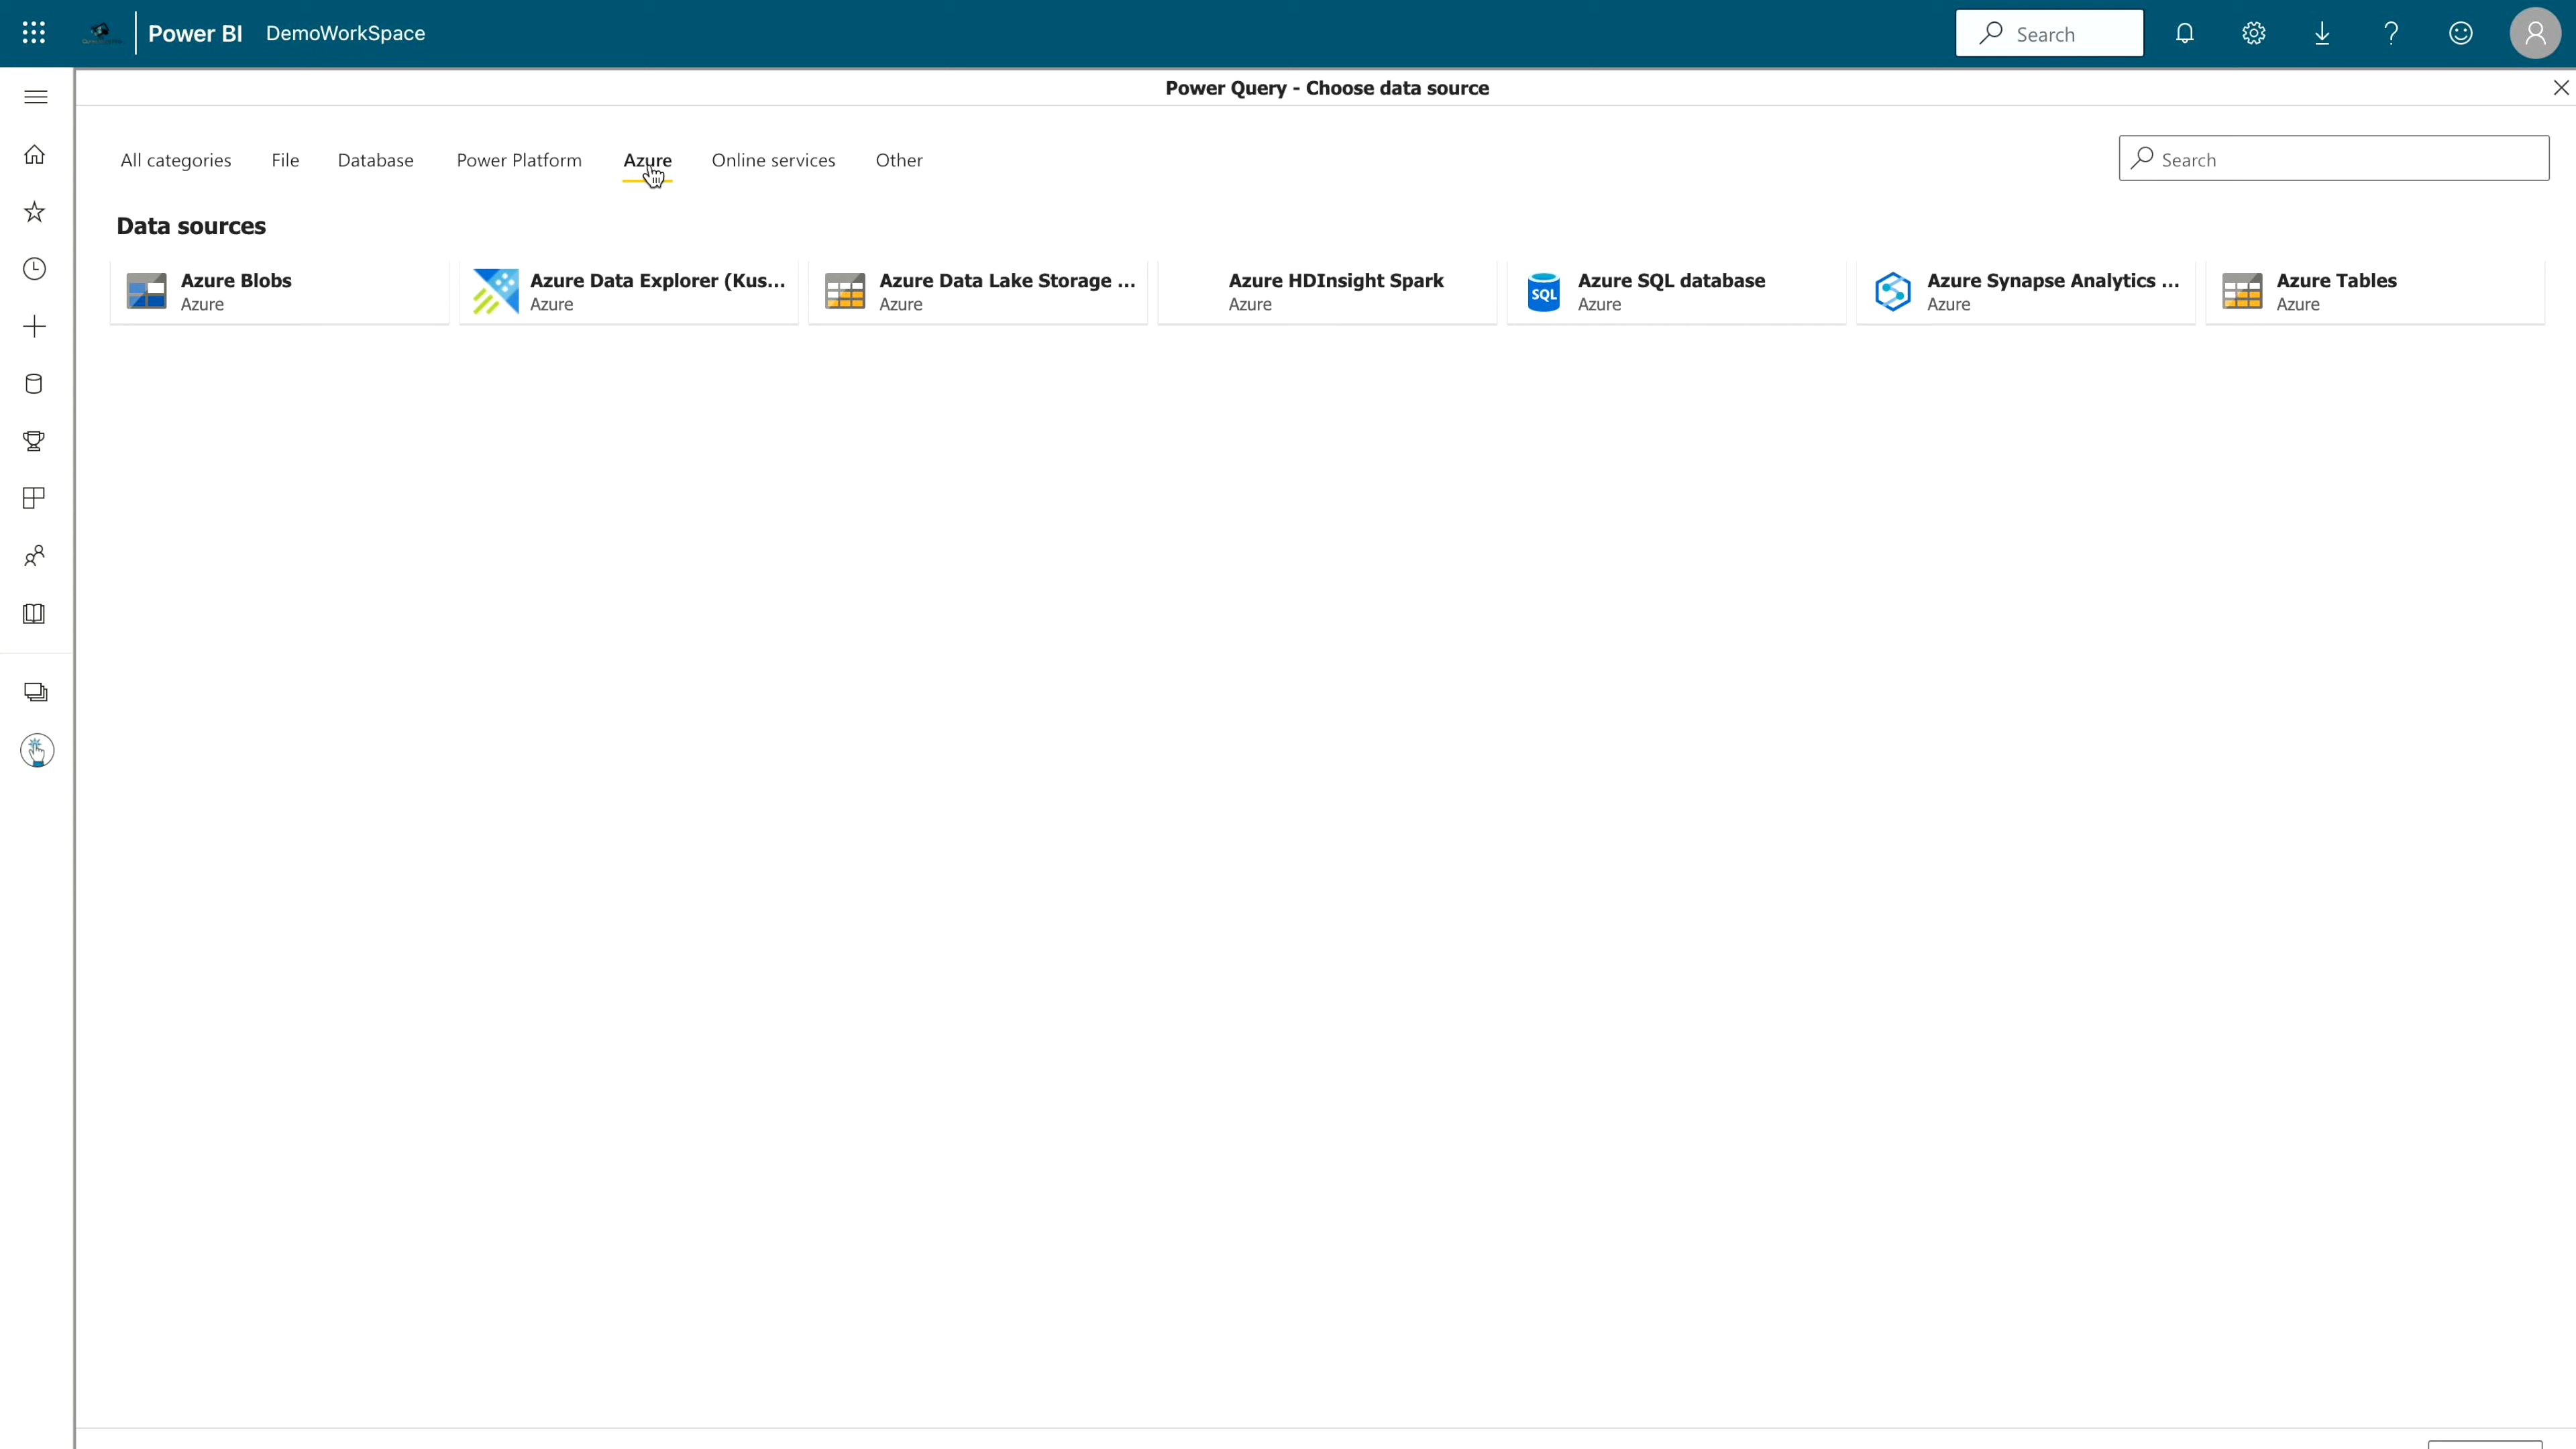 Power BI DemoWorkSpace Search
Power Query - Choose data source
All categories File Database Power Platform Azure Online services Other Search
Data sources
Azure Blobs
Azure
Azure Data Explorer (Kus...
Azure
Azure Data Lake Storage ...
Azure
Azure HDInsight Spark
Azure
SQL
Azure SQL database
Azure
Azure Synapse Analytics ...
Azure
Azure Tables
Azure